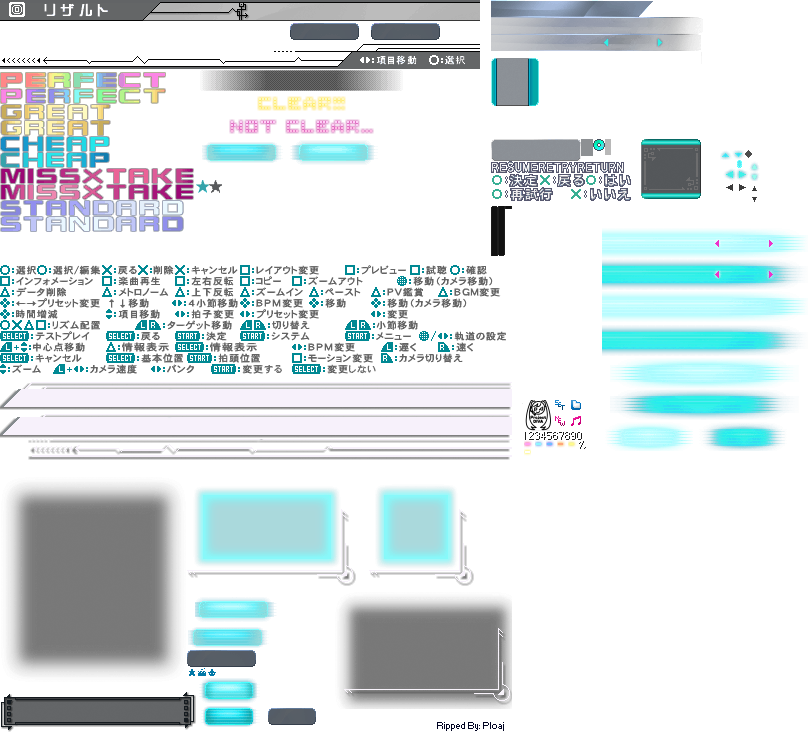 リザルト
:項目移動 :選択
PERFECT
PERFECT
GREAT
GREAT
CHEAP
CHEAP
MISS×TAKE
MISS×TAKE
STANDARD
STANDARD
CLEAR!!
NOT CLEAR...
RESUME RETRY RETURN
○:決定 ×:戻る ○:はい
○:再試行 ×:いいえ
○:選択 ○:選択/編集 ×:戻る ×:削除 ×:キャンセル □:レイアウト変更 □:プレビュー □:試聴 ○:確認
□:インフォメーション □:楽曲再生 □:左右反転 □:コピー □:ズームアウト :移動(カメラ移動)
△:データ削除 △:メトロノーム △:上下反転 △:ズームイン △:ペースト △:PV鑑賞 △:BGM変更
:←→プリセット変更 ↑↓移動 :4小節移動 :BPM変更 :移動 :移動(カメラ移動)
:時間増減 :項目移動 :拍子変更 :プリセット変更 :変更
○×△□:リズム配置 L R:ターゲット移動 L R:切り替え L R:小節移動
SELECT:テストプレイ SELECT:戻る START:決定 START:システム START:メニュー /:軌道の設定
L+:中心点移動 △:情報表示 SELECT:情報表示 :BPM変更 L:遅く R:速く
SELECT:キャンセル SELECT:基本位置 START:拍頭位置 □:モーション変更 R:カメラ切り替え
:ズーム L+:カメラ速度 :バンク START:変更する SELECT:変更しない
1234567890
%
Ripped By: Ploaj